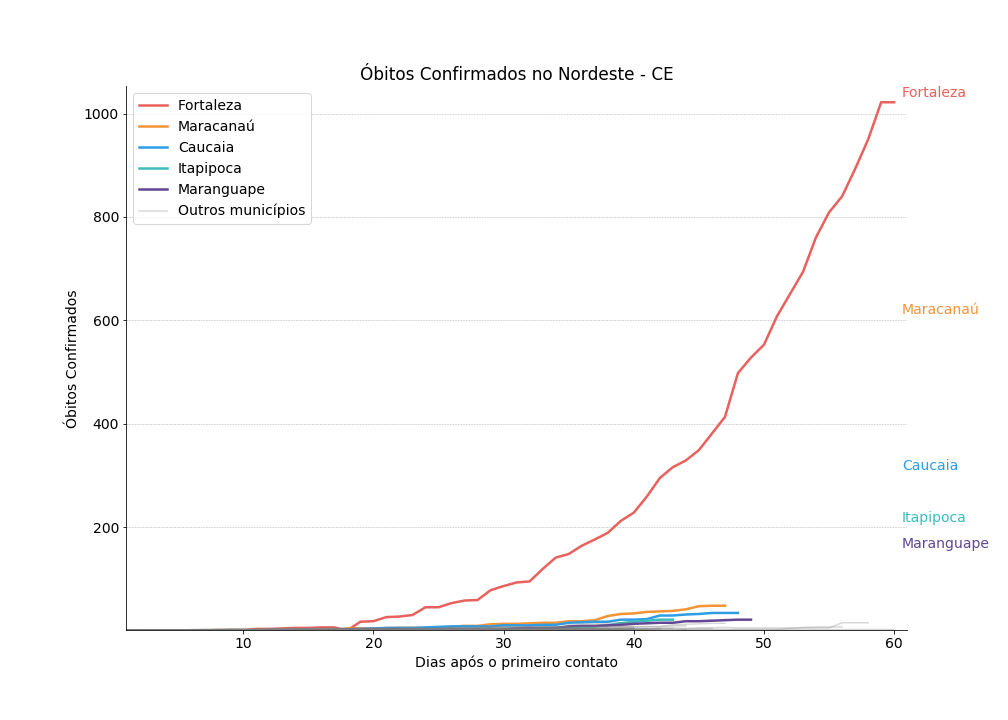 Óbitos Confirmados no Nordeste - CE
Fortaleza
Maracanaú
Caucaia
Itapipoca
Maranguape
Outros municípios
1000
800
600
400
200
Óbitos Confirmados
10
20
30
40
50
60
Dias após o primeiro contato
Fortaleza
Maracanaú
Caucaia
Itapipoca
Maranguape